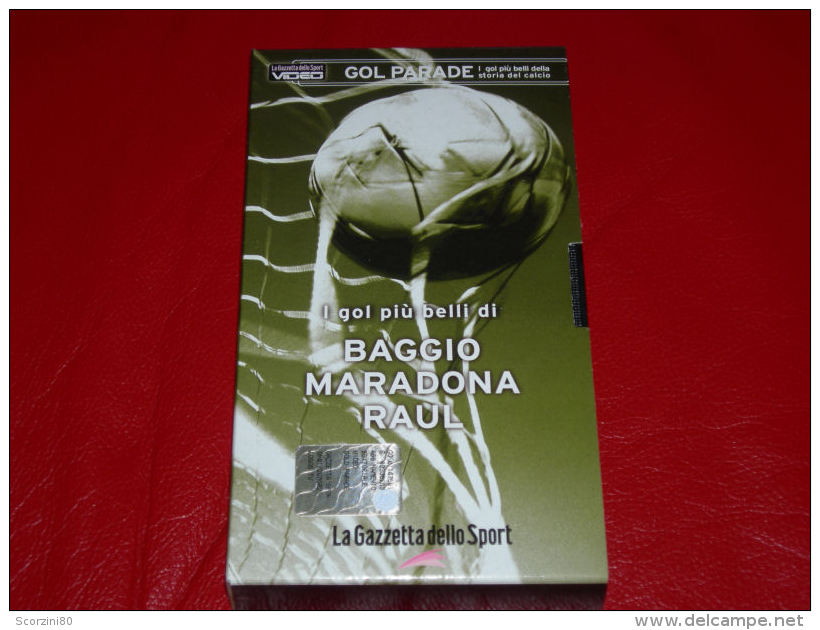 La Gazzetta dello Sport
VIDEO
GOL PARADE
I gol più belli della
storia del calcio
I gol più belli di
BAGGIO
MARADONA
RAUL
La Gazzetta dello Sport
Scorzini80
www.delcampe.net